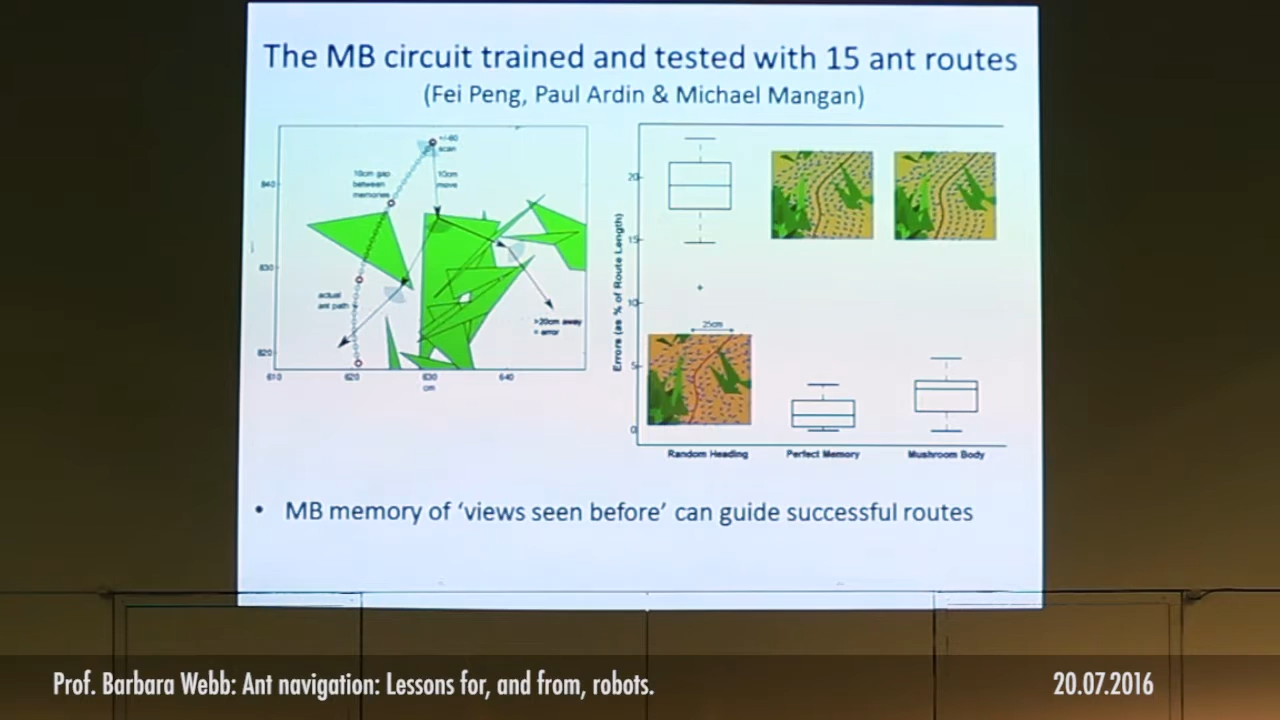 The MB circuit trained and tested with 15 ant routes
(Fei Peng, Paul Ardin & Michael Mangan)
+/-60
scan
10cm gap
between
memories
10cm
move
actual
ant path
>20cm away
= error
840
830
820
610
620
630
640
cm
Errors (as % of Route Length)
20
15
10
5
0
25cm
Random Heading
Perfect Memory
Mushroom Body
• MB memory of ‘views seen before’ can guide successful routes
Prof. Barbara Webb: Ant navigation: Lessons for, and from, robots.
20.07.2016